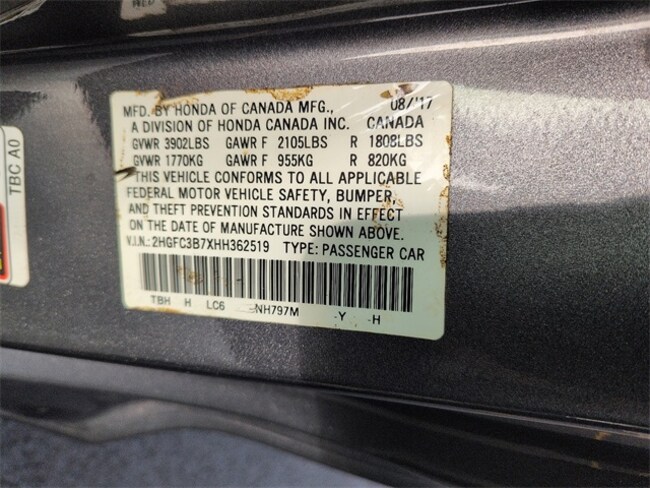 MFD. BY HONDA OF CANADA MFG., 08/'17
A DIVISION OF HONDA CANADA INC. CANADA
GVWR 3902LBS GAWR F 2105LBS R 1808LBS
GVWR 1770KG GAWR F 955KG R 820KG
THIS VEHICLE CONFORMS TO ALL APPLICABLE
FEDERAL MOTOR VEHICLE SAFETY, BUMPER,
AND THEFT PREVENTION STANDARDS IN EFFECT
ON THE DATE OF MANUFACTURE SHOWN ABOVE.
V.I.N.: 2HGFC3B7XHH362519 TYPE: PASSENGER CAR
TBH H LC6 NH797M -Y -H
TBC A0